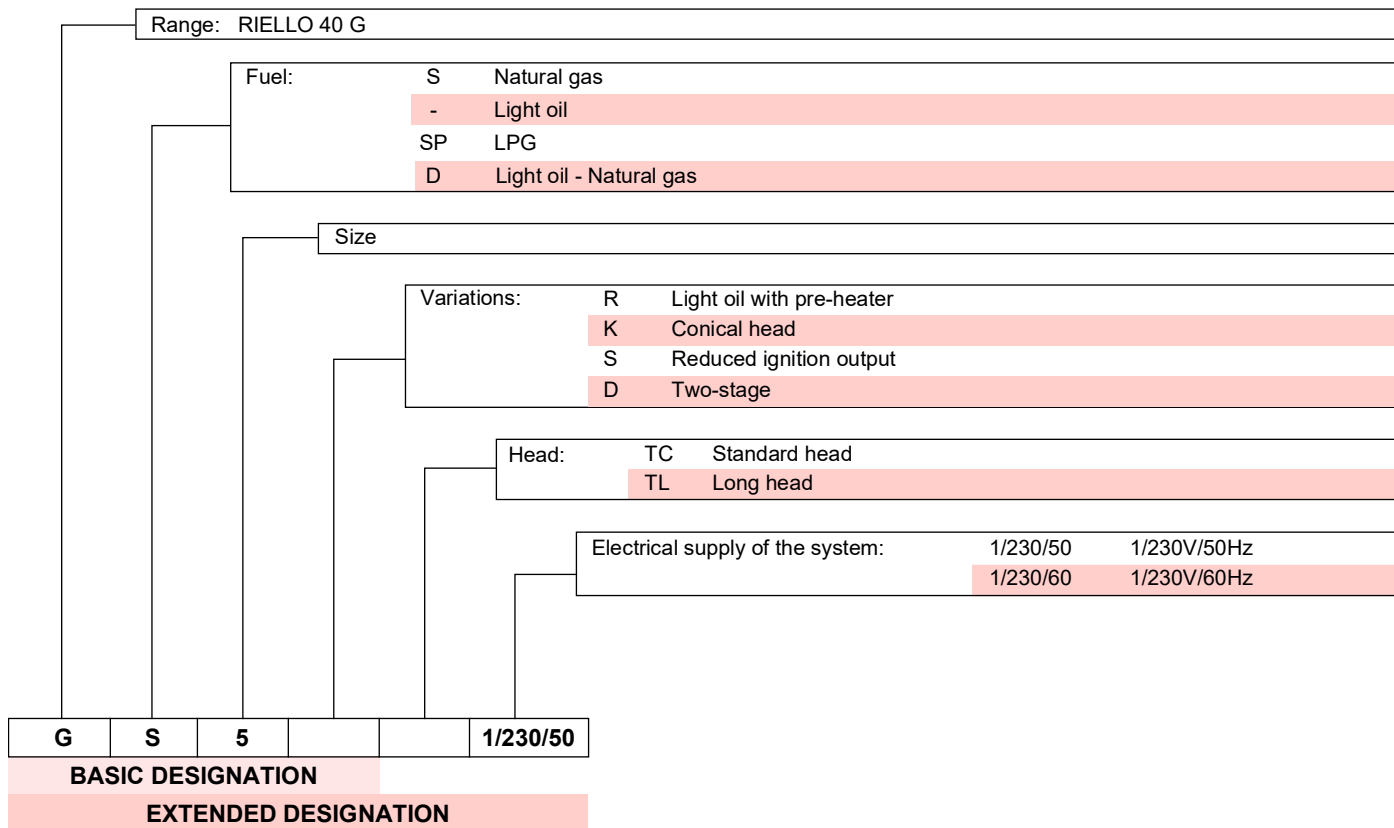 Range: RIELLO 40 G
Fuel: S Natural gas
- Light oil
SP LPG
D Light oil - Natural gas
Size
Variations: R Light oil with pre-heater
K Conical head
S Reduced ignition output
D Two-stage
Head: TC Standard head
TL Long head
Electrical supply of the system: 1/230/50 1/230V/50Hz
1/230/60 1/230V/60Hz
G S 5 1/230/50
BASIC DESIGNATION
EXTENDED DESIGNATION